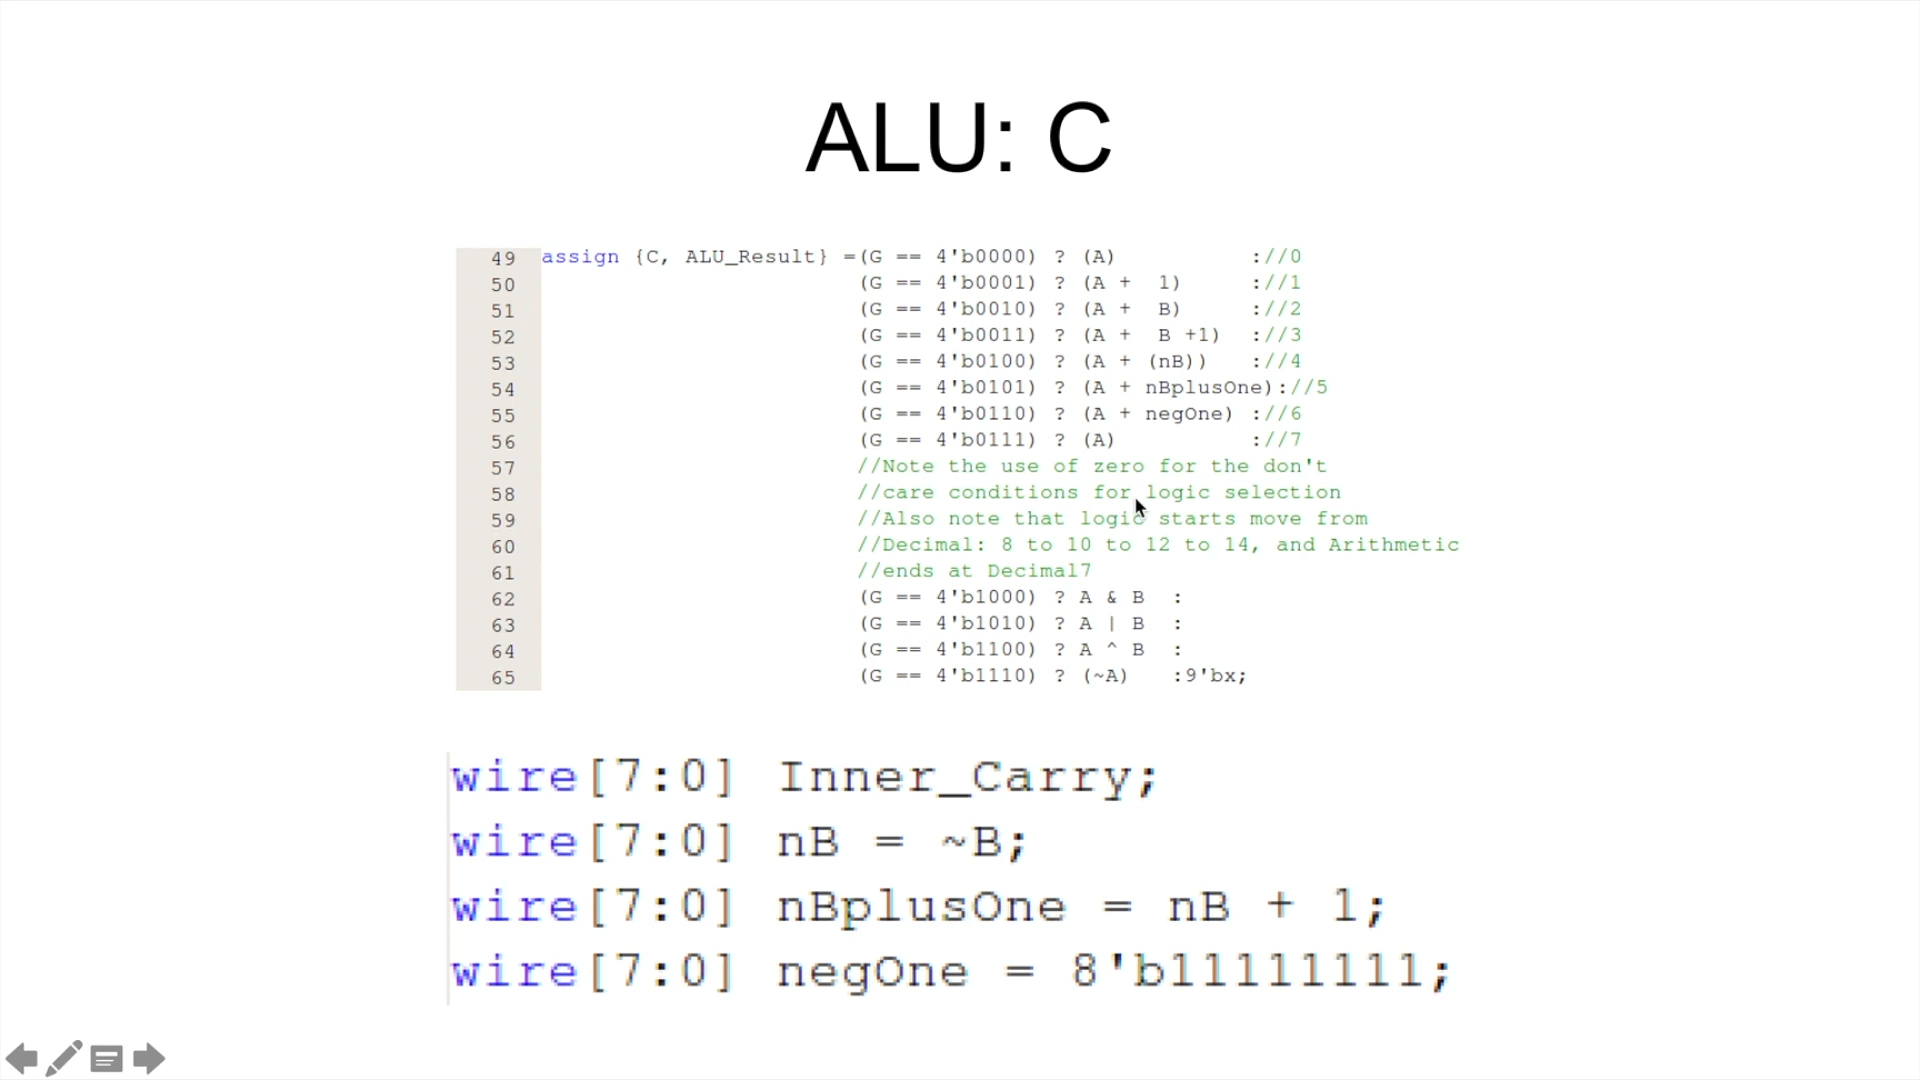 ALU: C
49 assign {C, ALU_Result} =(G == 4'b0000) ? (A) ://0
50 (G == 4'b0001) ? (A + 1) ://1
51 (G == 4'b0010) ? (A + B) ://2
52 (G == 4'b0011) ? (A + B +1) ://3
53 (G == 4'b0100) ? (A + (nB)) ://4
54 (G == 4'b0101) ? (A + nBplusOne)://5
55 (G == 4'b0110) ? (A + negOne) ://6
56 (G == 4'b0111) ? (A) ://7
57 //Note the use of zero for the don't
58 //care conditions for logic selection
59 //Also note that logic starts move from
60 //Decimal: 8 to 10 to 12 to 14, and Arithmetic
61 //ends at Decimal7
62 (G == 4'b1000) ? A & B :
63 (G == 4'b1010) ? A | B :
64 (G == 4'b1100) ? A ^ B :
65 (G == 4'b1110) ? (~A) :9'bx;
wire[7:0] Inner_Carry;
wire[7:0] nB = ~B;
wire[7:0] nBplusOne = nB + 1;
wire[7:0] negOne = 8'b11111111;